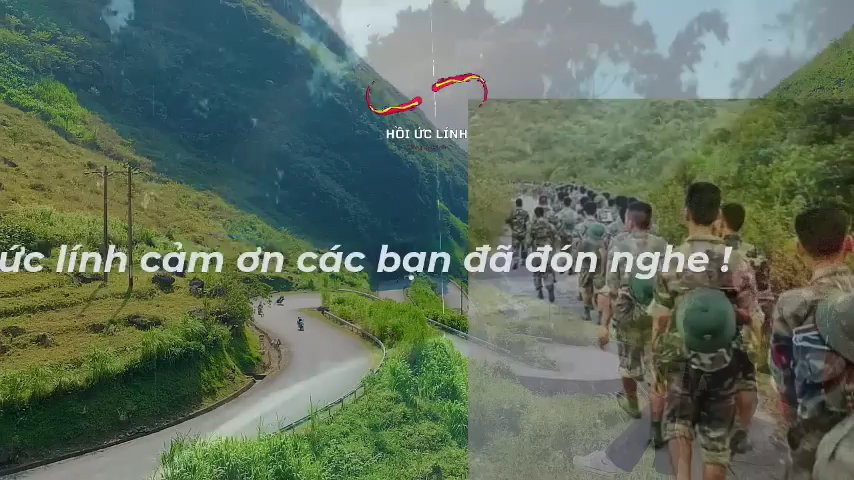 HỒI ỨC LÍNH
ức lính cảm ơn các bạn đã đón nghe !